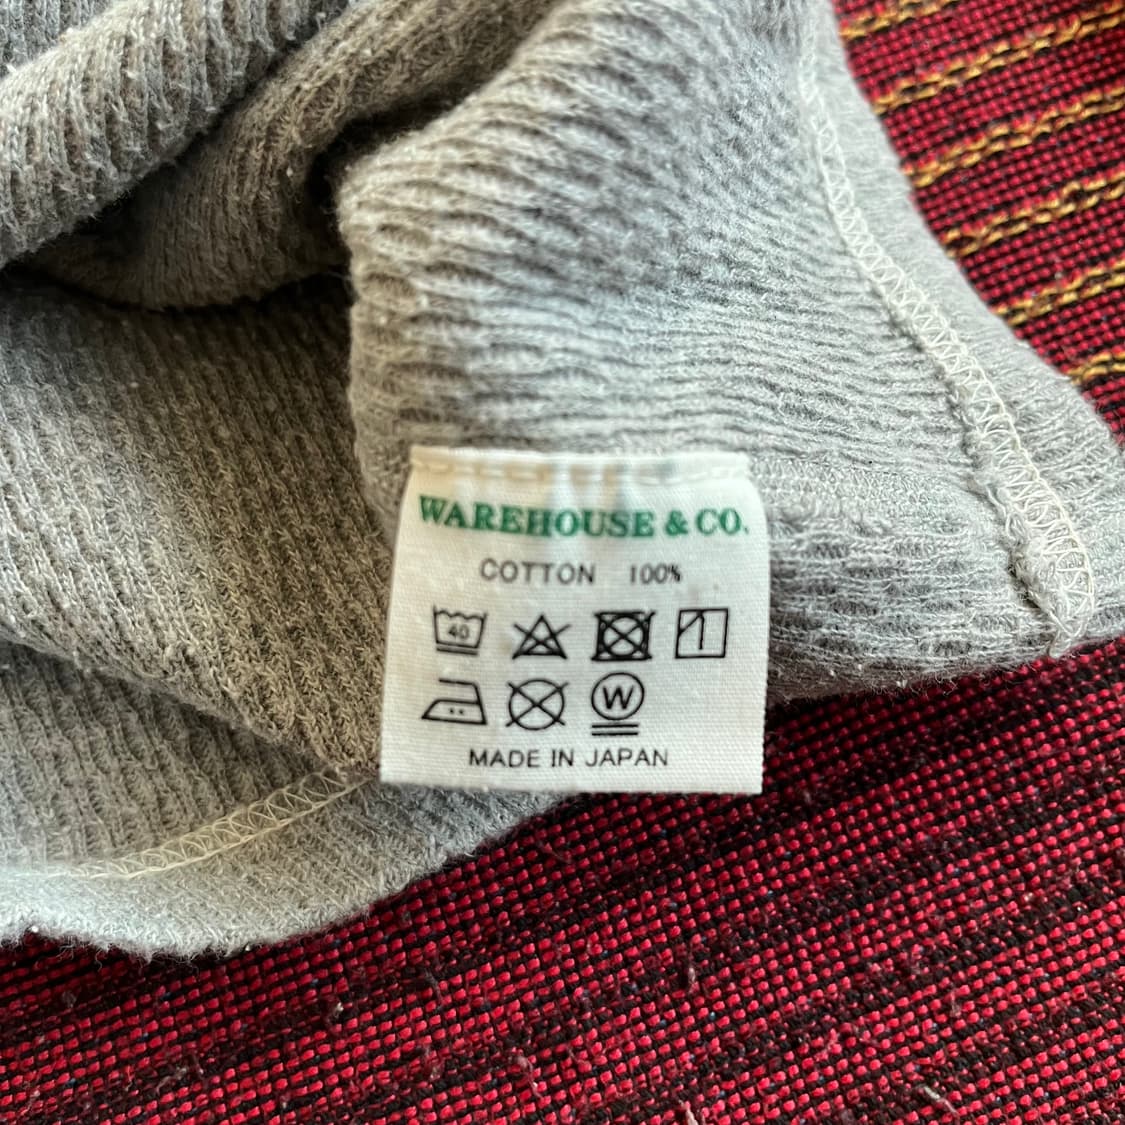 WAREHOUSE & CO.
COTTON 100%
40
W
MADE IN JAPAN